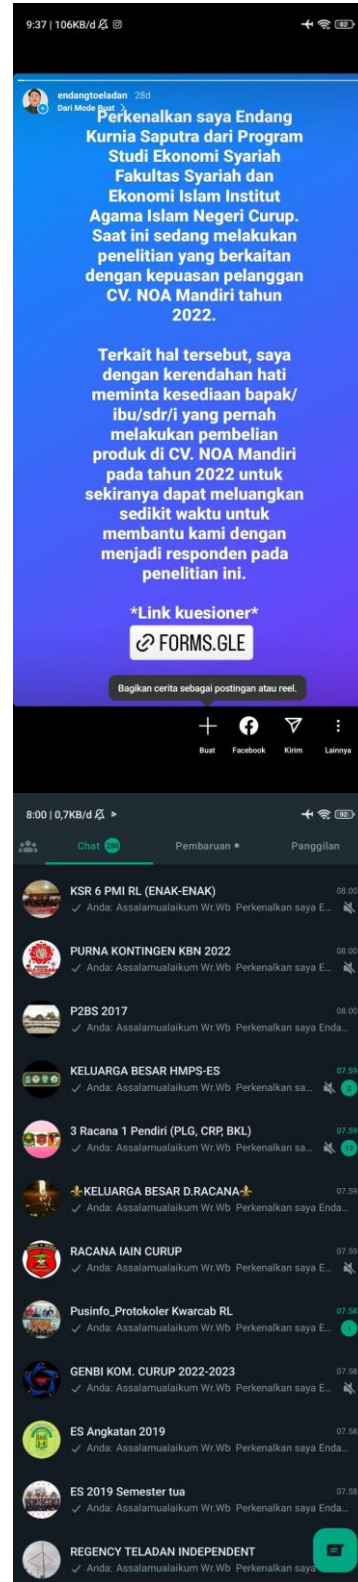 9:37 | 106KB/d
82
endangtoeladan 28d
Dari Mode Buat >
Perkenalkan saya Endang
Kurnia Saputra dari Program
Studi Ekonomi Syariah
Fakultas Syariah dan
Ekonomi Islam Institut
Agama Islam Negeri Curup.
Saat ini sedang melakukan
penelitian yang berkaitan
dengan kepuasan pelanggan
CV. NOA Mandiri tahun
2022.
Terkait hal tersebut, saya
dengan kerendahan hati
meminta kesediaan bapak/
ibu/sdr/i yang pernah
melakukan pembelian
produk di CV. NOA Mandiri
pada tahun 2022 untuk
sekiranya dapat meluangkan
sedikit waktu untuk
membantu kami dengan
menjadi responden pada
penelitian ini.
*Link kuesioner*
FORMS.GLE
Bagikan cerita sebagai postingan atau reel.
Buat Facebook Kirim Lainnya
8:00 | 0,7KB/d
92
Chat 280 Pembaruan Panggilan
KSR 6 PMI RL (ENAK-ENAK) 08.00
Anda: Assalamualaikum Wr.Wb Perkenalkan saya E...
PURNA KONTINGEN KBN 2022 08.00
Anda: Assalamualaikum Wr.Wb Perkenalkan saya E...
P2BS 2017 08.00
Anda: Assalamualaikum Wr.Wb Perkenalkan saya Enda...
KELUARGA BESAR HMPS-ES 07.59
Anda: Assalamualaikum Wr.Wb Perkenalkan sa... 2
3 Racana 1 Pendiri (PLG, CRP, BKL) 07.59
Anda: Assalamualaikum Wr.Wb Perkenalkan sa... 17
⚜KELUARGA BESAR D.RACANA⚜ 07.59
Anda: Assalamualaikum Wr.Wb Perkenalkan saya Enda...
RACANA IAIN CURUP 07.59
Anda: Assalamualaikum Wr.Wb Perkenalkan saya E...
Pusinfo_Protokoler Kwarcab RL 07.58
Anda: Assalamualaikum Wr.Wb Perkenalkan saya E... 1
GENBI KOM. CURUP 2022-2023 07.58
Anda: Assalamualaikum Wr.Wb Perkenalkan saya E...
ES Angkatan 2019 07.58
Anda: Assalamualaikum Wr.Wb Perkenalkan saya Enda...
ES 2019 Semester tua 07.58
Anda: Assalamualaikum Wr.Wb Perkenalkan saya Enda...
REGENCY TELADAN INDEPENDENT
Anda: Assalamualaikum Wr.Wb Perkenalkan saya